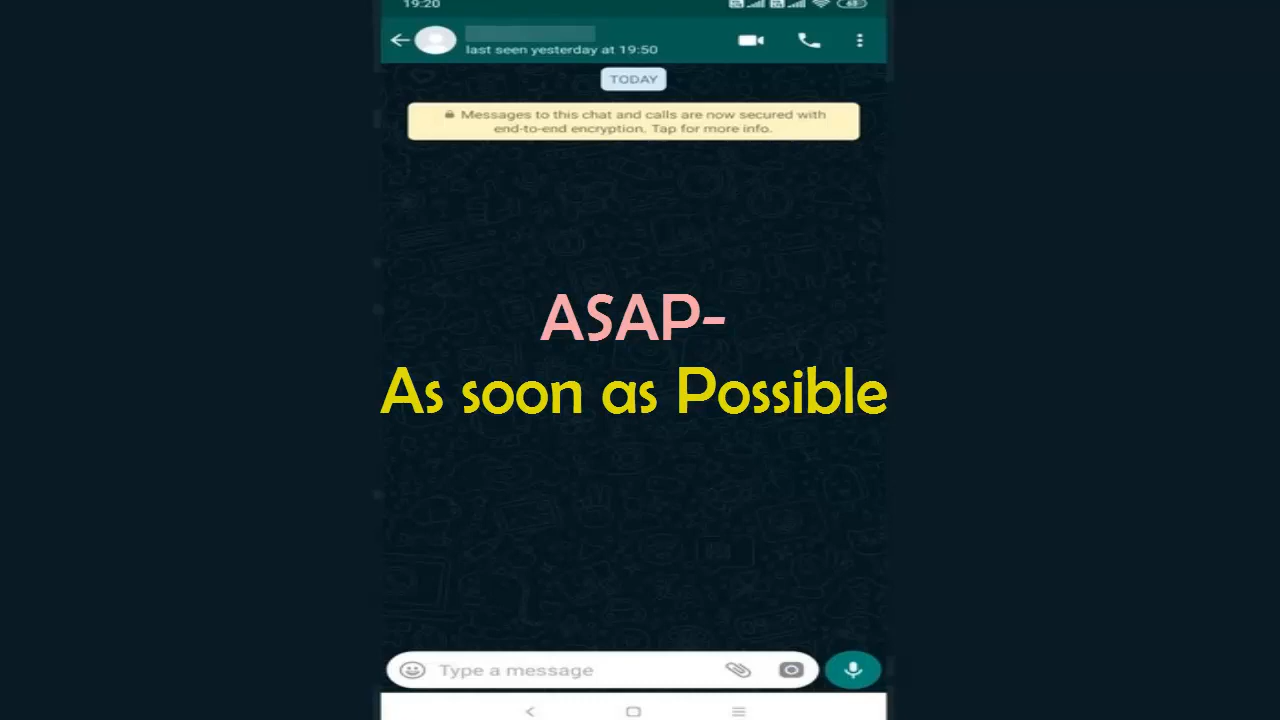 19:20
last seen yesterday at 19:50
TODAY
Messages to this chat and calls are now secured with
end-to-end encryption. Tap for more info.
ASAP-
As soon as Possible
Type a message